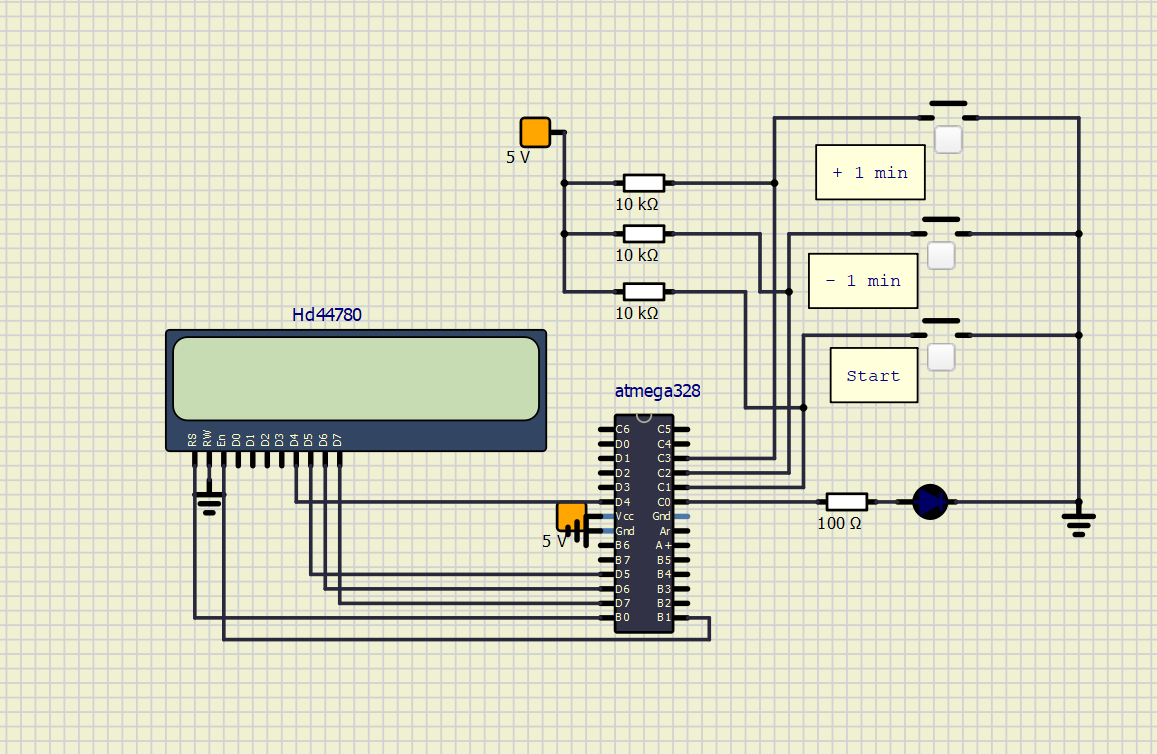 5 V
+ 1 min
10 kΩ
10 kΩ
- 1 min
10 kΩ
Hd44780
Start
atmega328
RS RW En D0 D1 D2 D3 D4 D5 D6 D7
C6 C5
D0 C4
D1 C3
D2 C2
D3 C1
D4 C0
100 Ω
Vcc Gnd
Gnd Ar
5 V
B6 A+
B7 B5
D5 B4
D6 B3
D7 B2
B0 B1